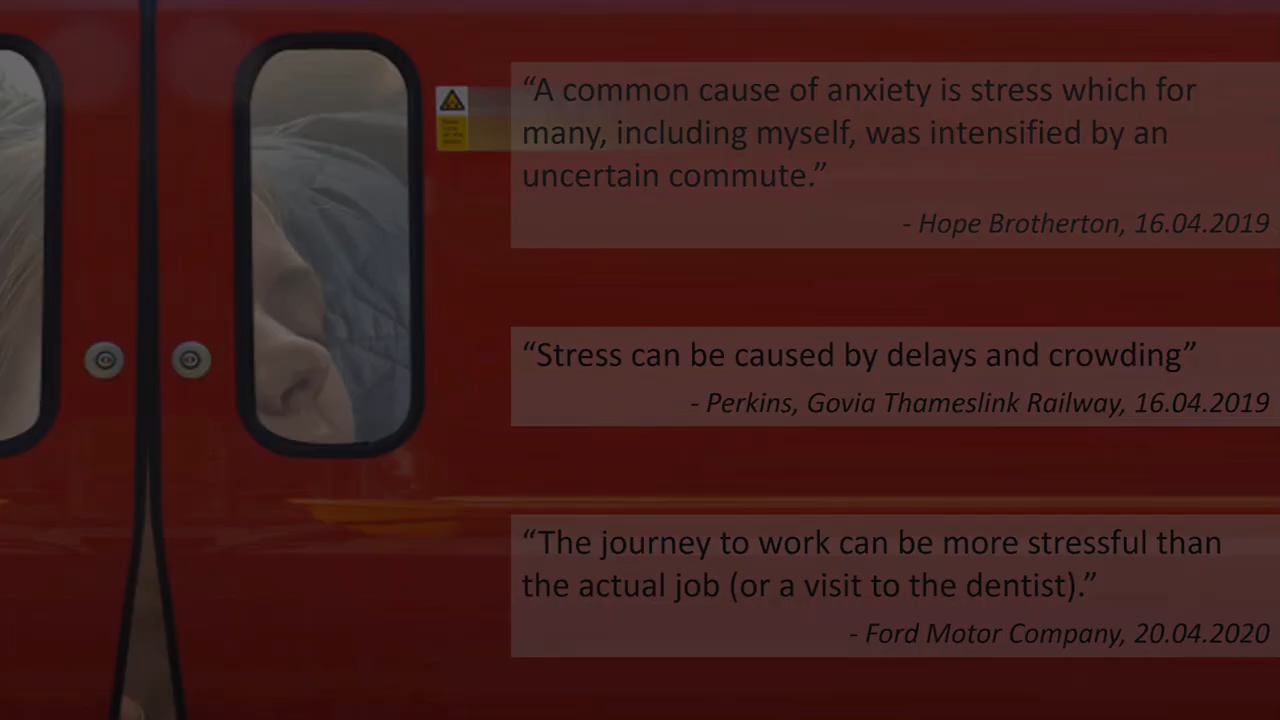 “A common cause of anxiety is stress which for
many, including myself, was intensified by an
uncertain commute.”
- Hope Brotherton, 16.04.2019
“Stress can be caused by delays and crowding”
- Perkins, Govia Thameslink Railway, 16.04.2019
“The journey to work can be more stressful than
the actual job (or a visit to the dentist).”
- Ford Motor Company, 20.04.2020